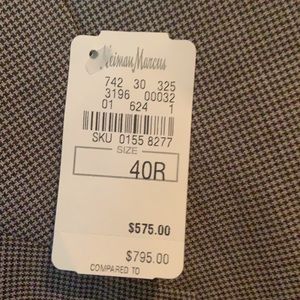 Neiman Marcus
742 30 325
3196 00032
01 624 1
SKU 0155 8277
SIZE
40R
$575.00
$795.00
COMPARED TO